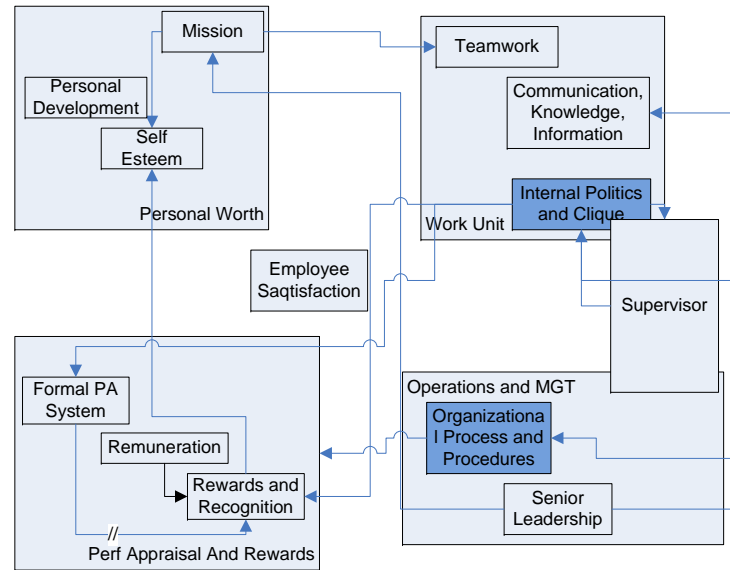 Mission
Personal
Development
Self
Esteem
Personal Worth
Teamwork
Communication,
Knowledge,
Information
Internal Politics
and Clique
Work Unit
Supervisor
Employee
Saqtisfaction
Formal PA
System
Remuneration
Rewards and
Recognition
//
Perf Appraisal And Rewards
Operations and MGT
Organizationa
l Process and
Procedures
Senior
Leadership